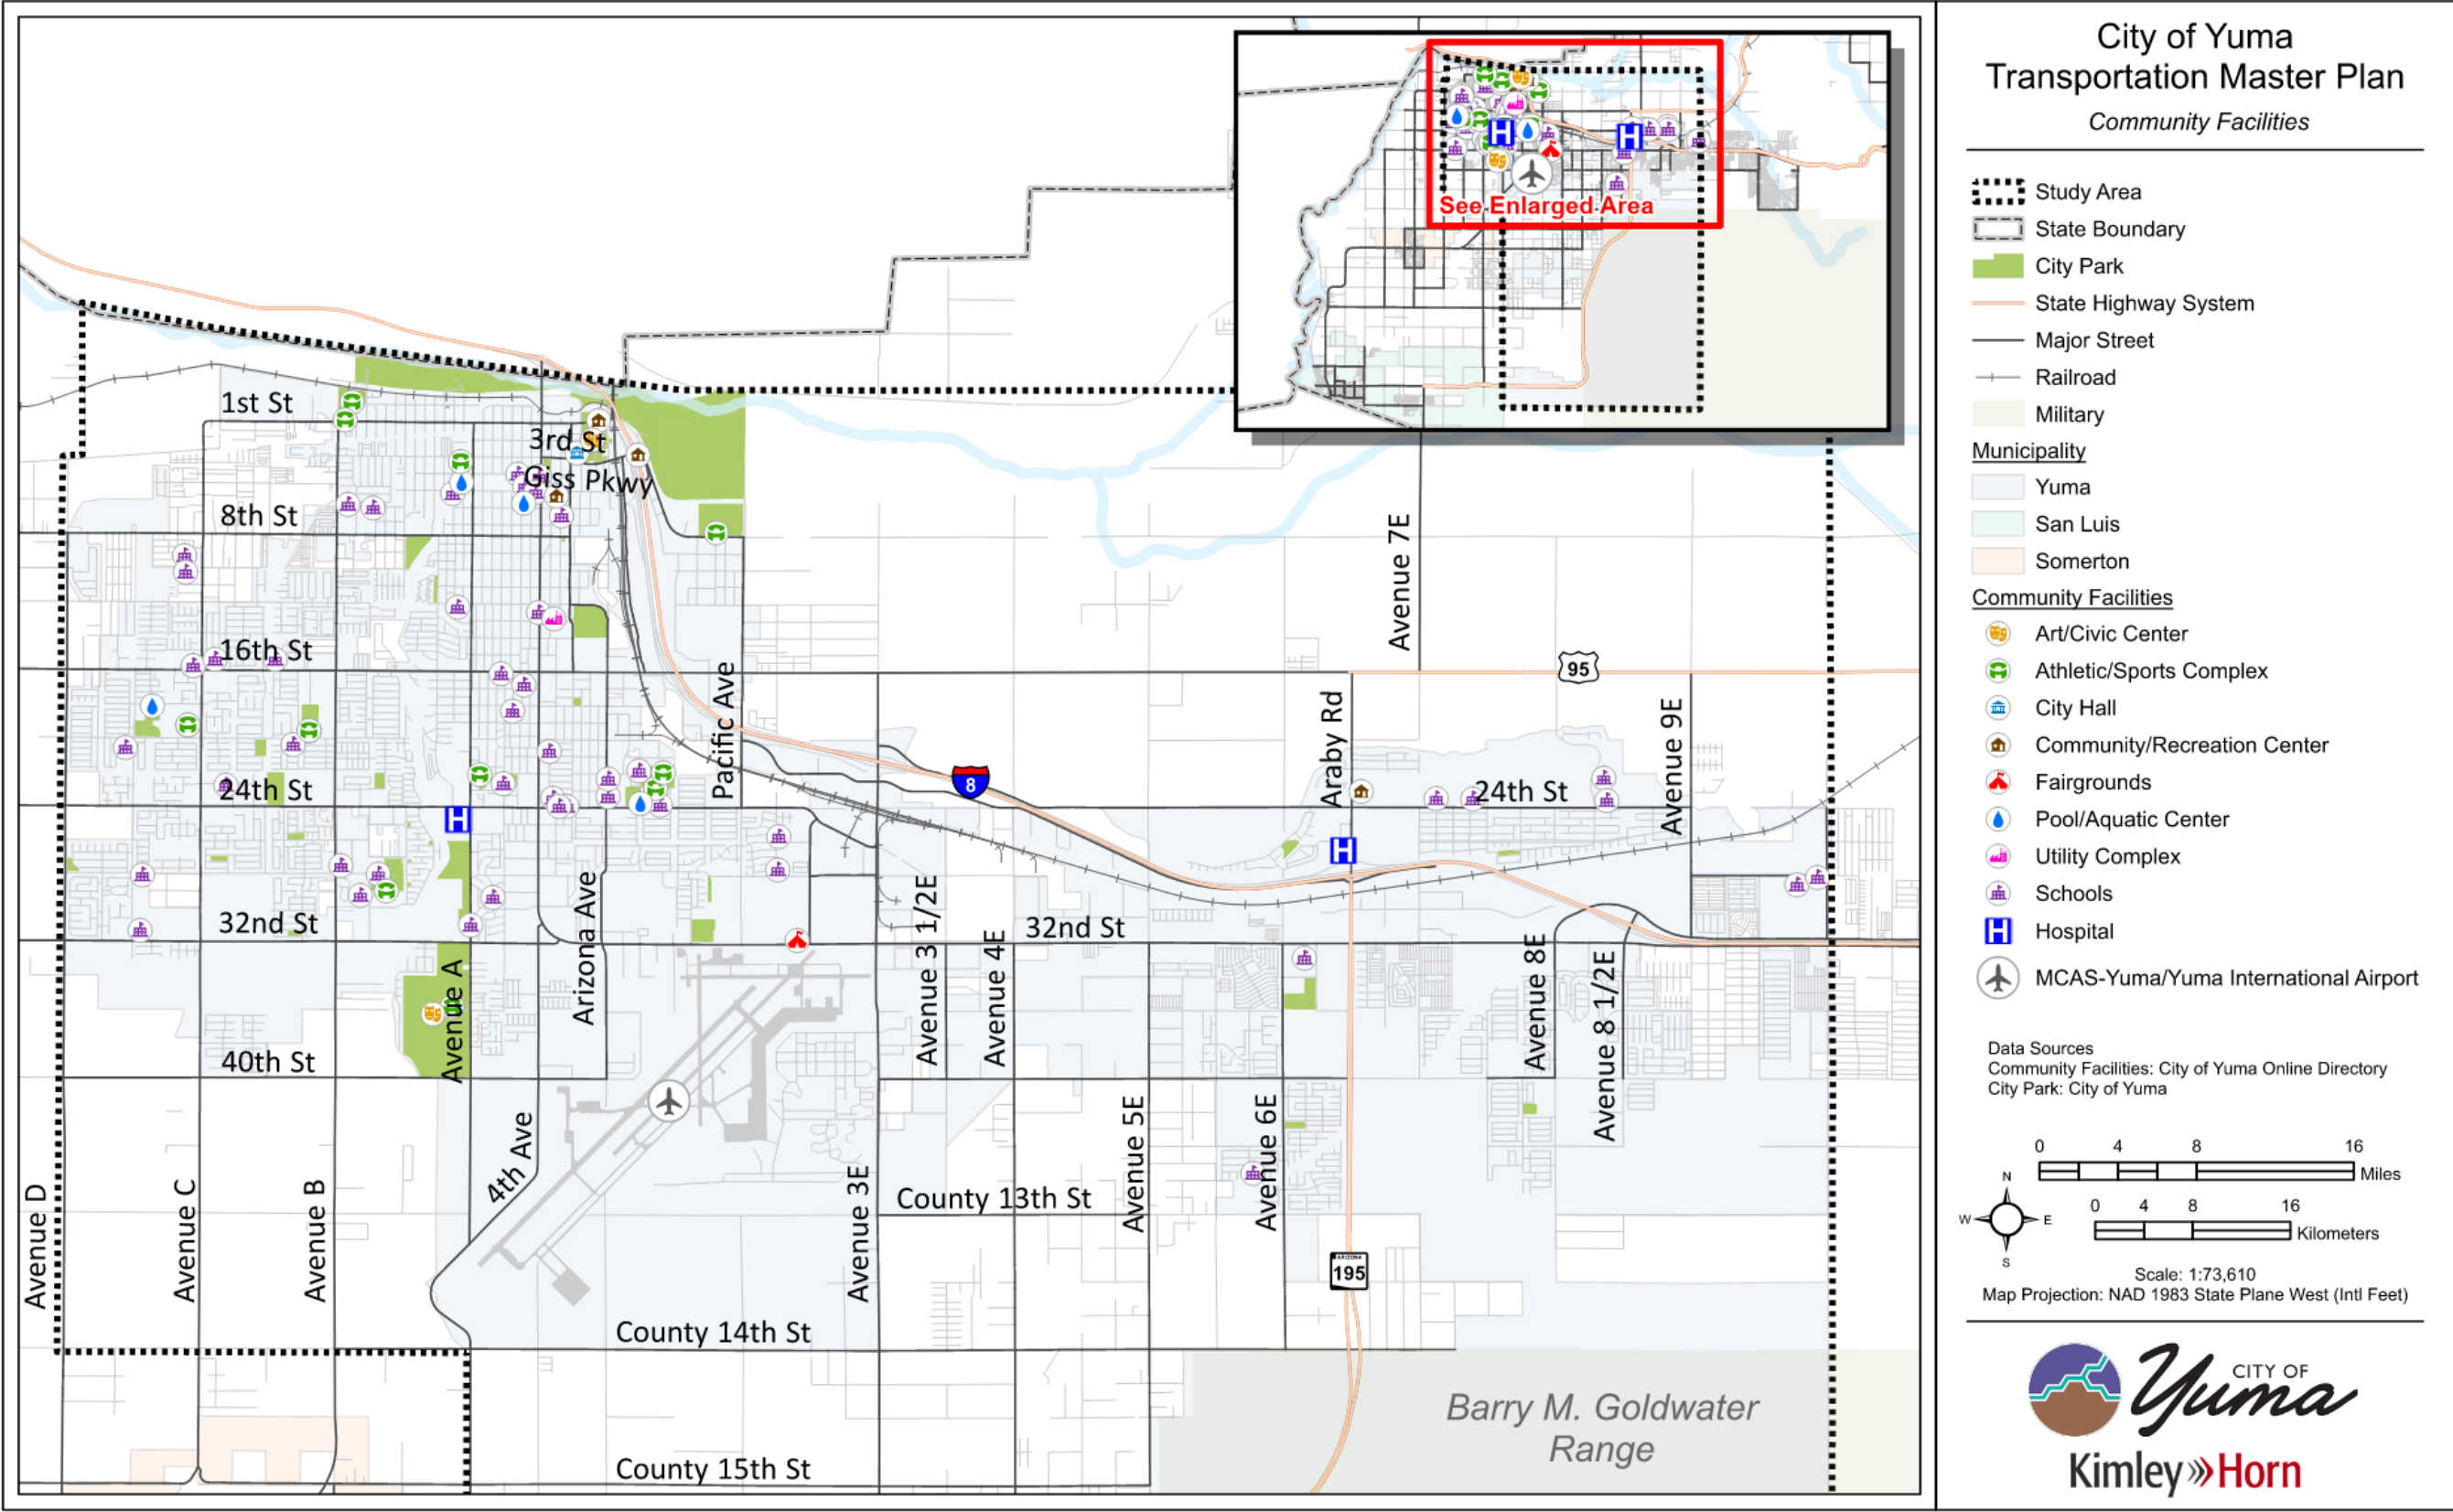 City of Yuma
Transportation Master Plan
Community Facilities
Study Area
State Boundary
City Park
State Highway System
Major Street
Railroad
Military
Municipality
Yuma
San Luis
Somerton
Community Facilities
Art/Civic Center
Athletic/Sports Complex
City Hall
Community/Recreation Center
Fairgrounds
Pool/Aquatic Center
Utility Complex
Schools
H Hospital
MCAS-Yuma/Yuma International Airport
Data Sources
Community Facilities: City of Yuma Online Directory
City Park: City of Yuma
0 4 8 16
Miles
0 4 8 16
Kilometers
N
W E
S
Scale: 1:73,610
Map Projection: NAD 1983 State Plane West (Intl Feet)
CITY OF
Yuma
Kimley»Horn
H
H
See Enlarged Area
1st St
3rd St
Giss Pkwy
8th St
16th St
24th St
32nd St
40th St
H
Avenue D
Avenue C
Avenue B
Avenue A
4th Ave
Arizona Ave
Pacific Ave
Avenue 3E
Avenue 3 1/2E
Avenue 4E
Avenue 5E
Avenue 6E
Araby Rd
Avenue 7E
Avenue 8E
Avenue 8 1/2E
Avenue 9E
95
8
24th St
H
32nd St
County 13th St
ARIZONA
195
County 14th St
County 15th St
Barry M. Goldwater
Range